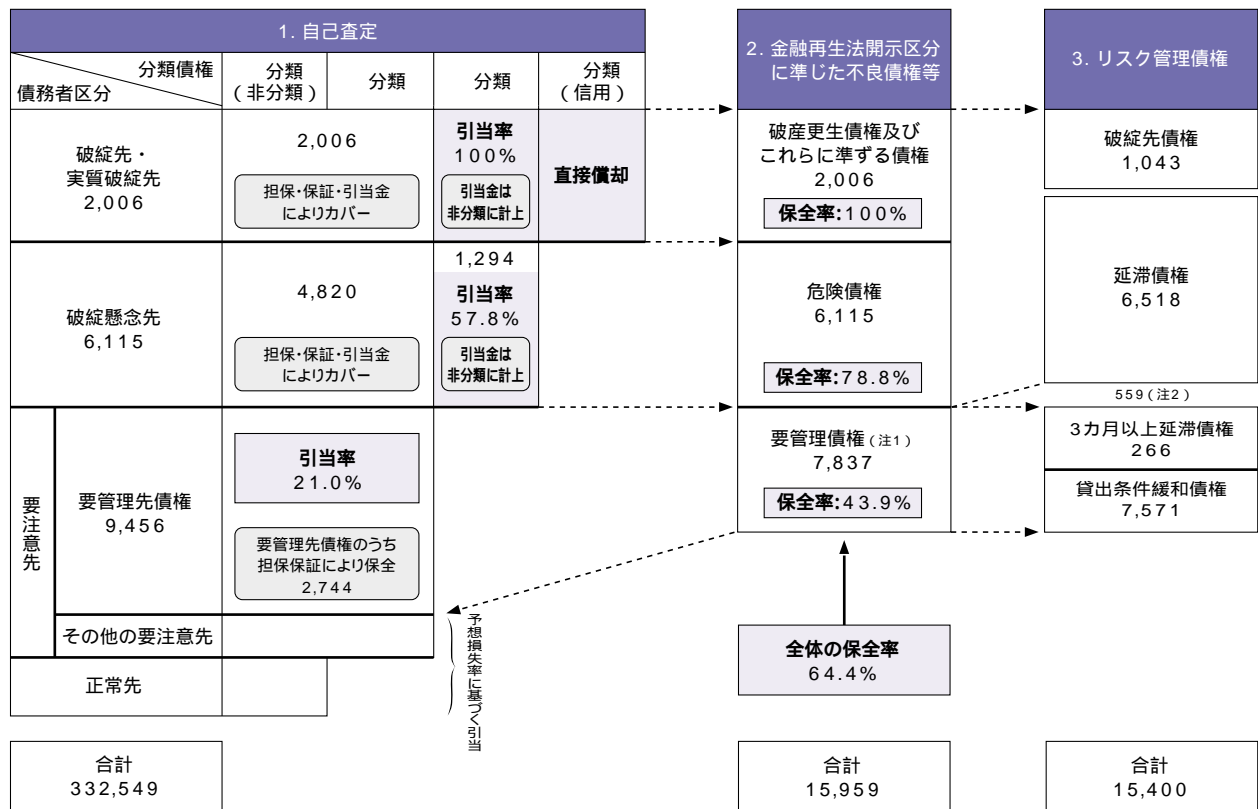 1. 自己査定
分類債権
債務者区分
分類
(非分類)
分類
分類
分類
(信用)
破綻先・
実質破綻先
2,006
2,006
担保・保証・引当金
によりカバー
引当率
100%
引当金は
非分類に計上
直接償却
破綻懸念先
6,115
4,820
担保・保証・引当金
によりカバー
1,294
引当率
57.8%
引当金は
非分類に計上
要注意先
要管理先債権
9,456
引当率
21.0%
要管理先債権のうち
担保保証により保全
2,744
その他の要注意先
正常先
予想損失率に基づく引当
合計
332,549
2. 金融再生法開示区分
に準じた不良債権等
破産更生債権及び
これらに準ずる債権
2,006
保全率:100%
危険債権
6,115
保全率:78.8%
要管理債権(注1)
7,837
保全率:43.9%
全体の保全率
64.4%
合計
15,959
3. リスク管理債権
破綻先債権
1,043
延滞債権
6,518
559(注2)
3カ月以上延滞債権
266
貸出条件緩和債権
7,571
合計
15,400